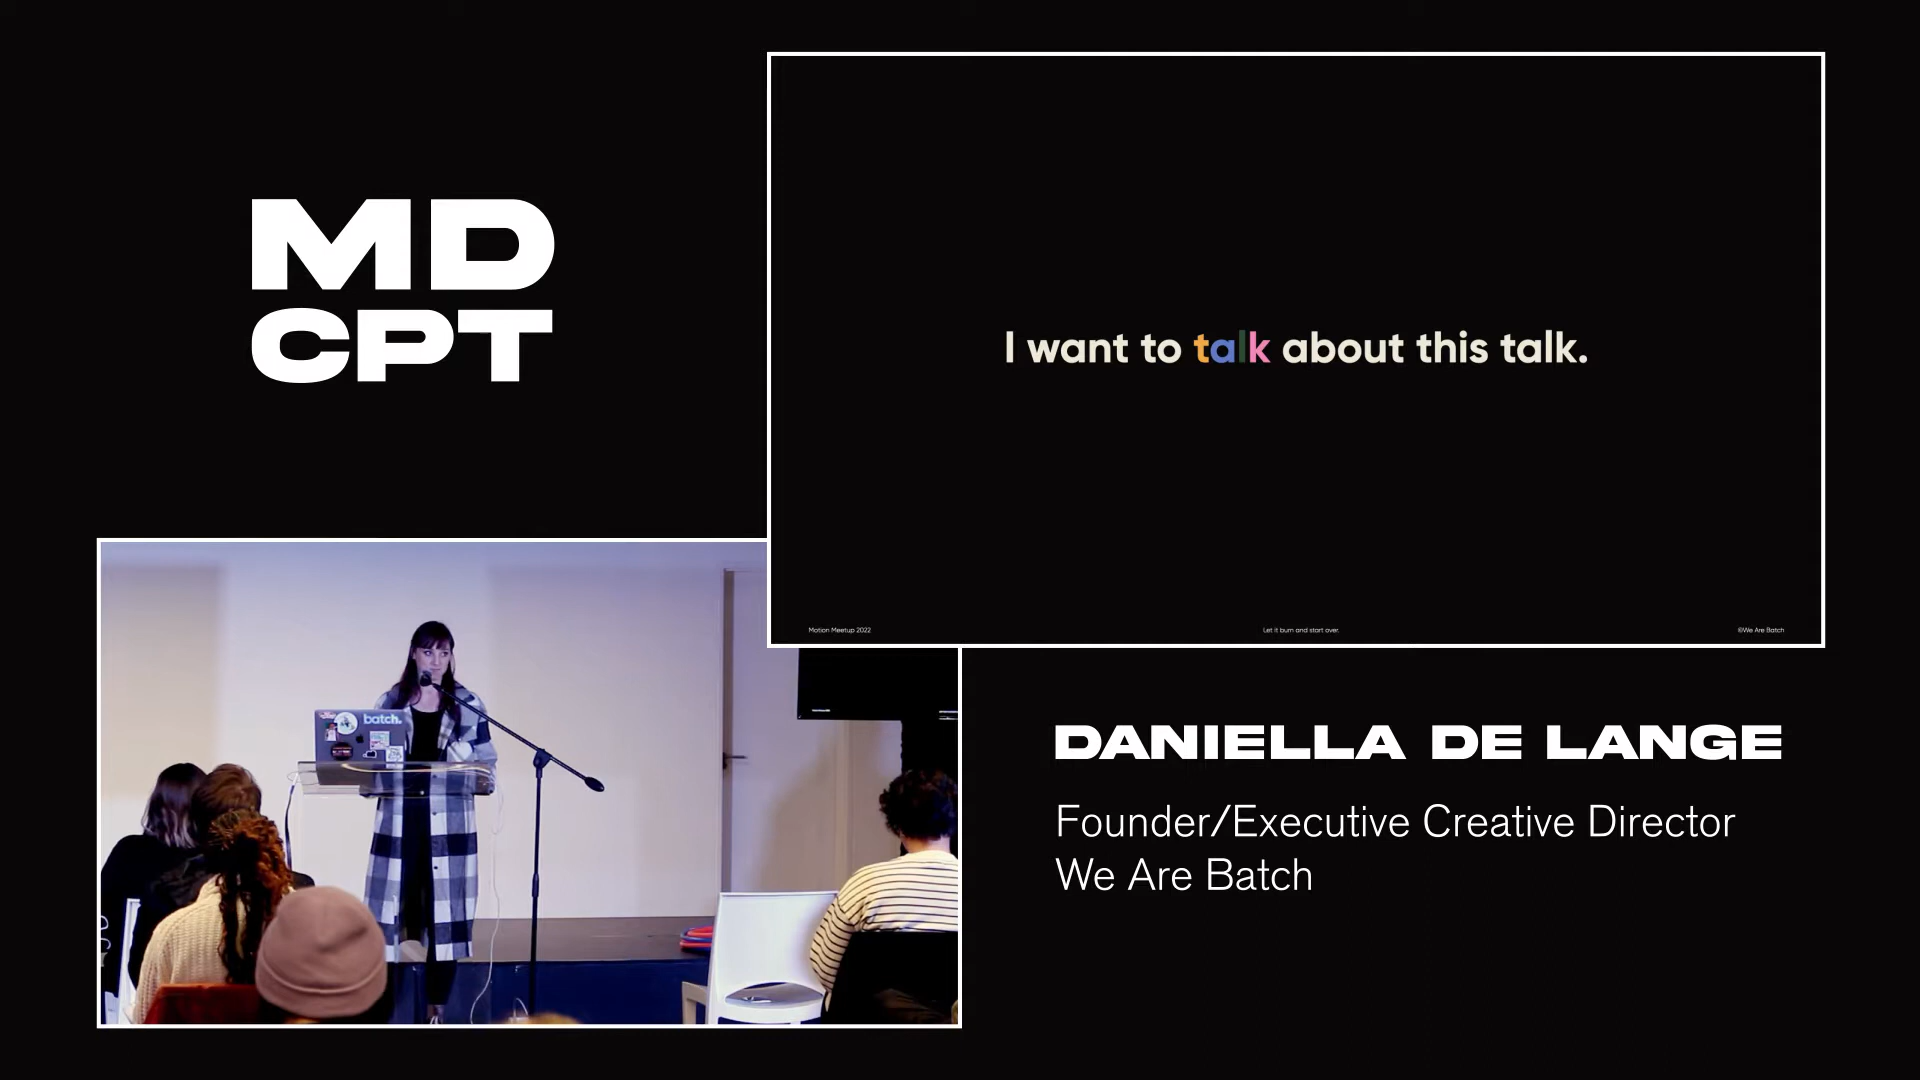 MD
CPT
I want to talk about this talk.
Motion Meetup 2022
Let it burn and start over.
©We Are Batch
batch.
DANIELLA DE LANGE
Founder/Executive Creative Director
We Are Batch